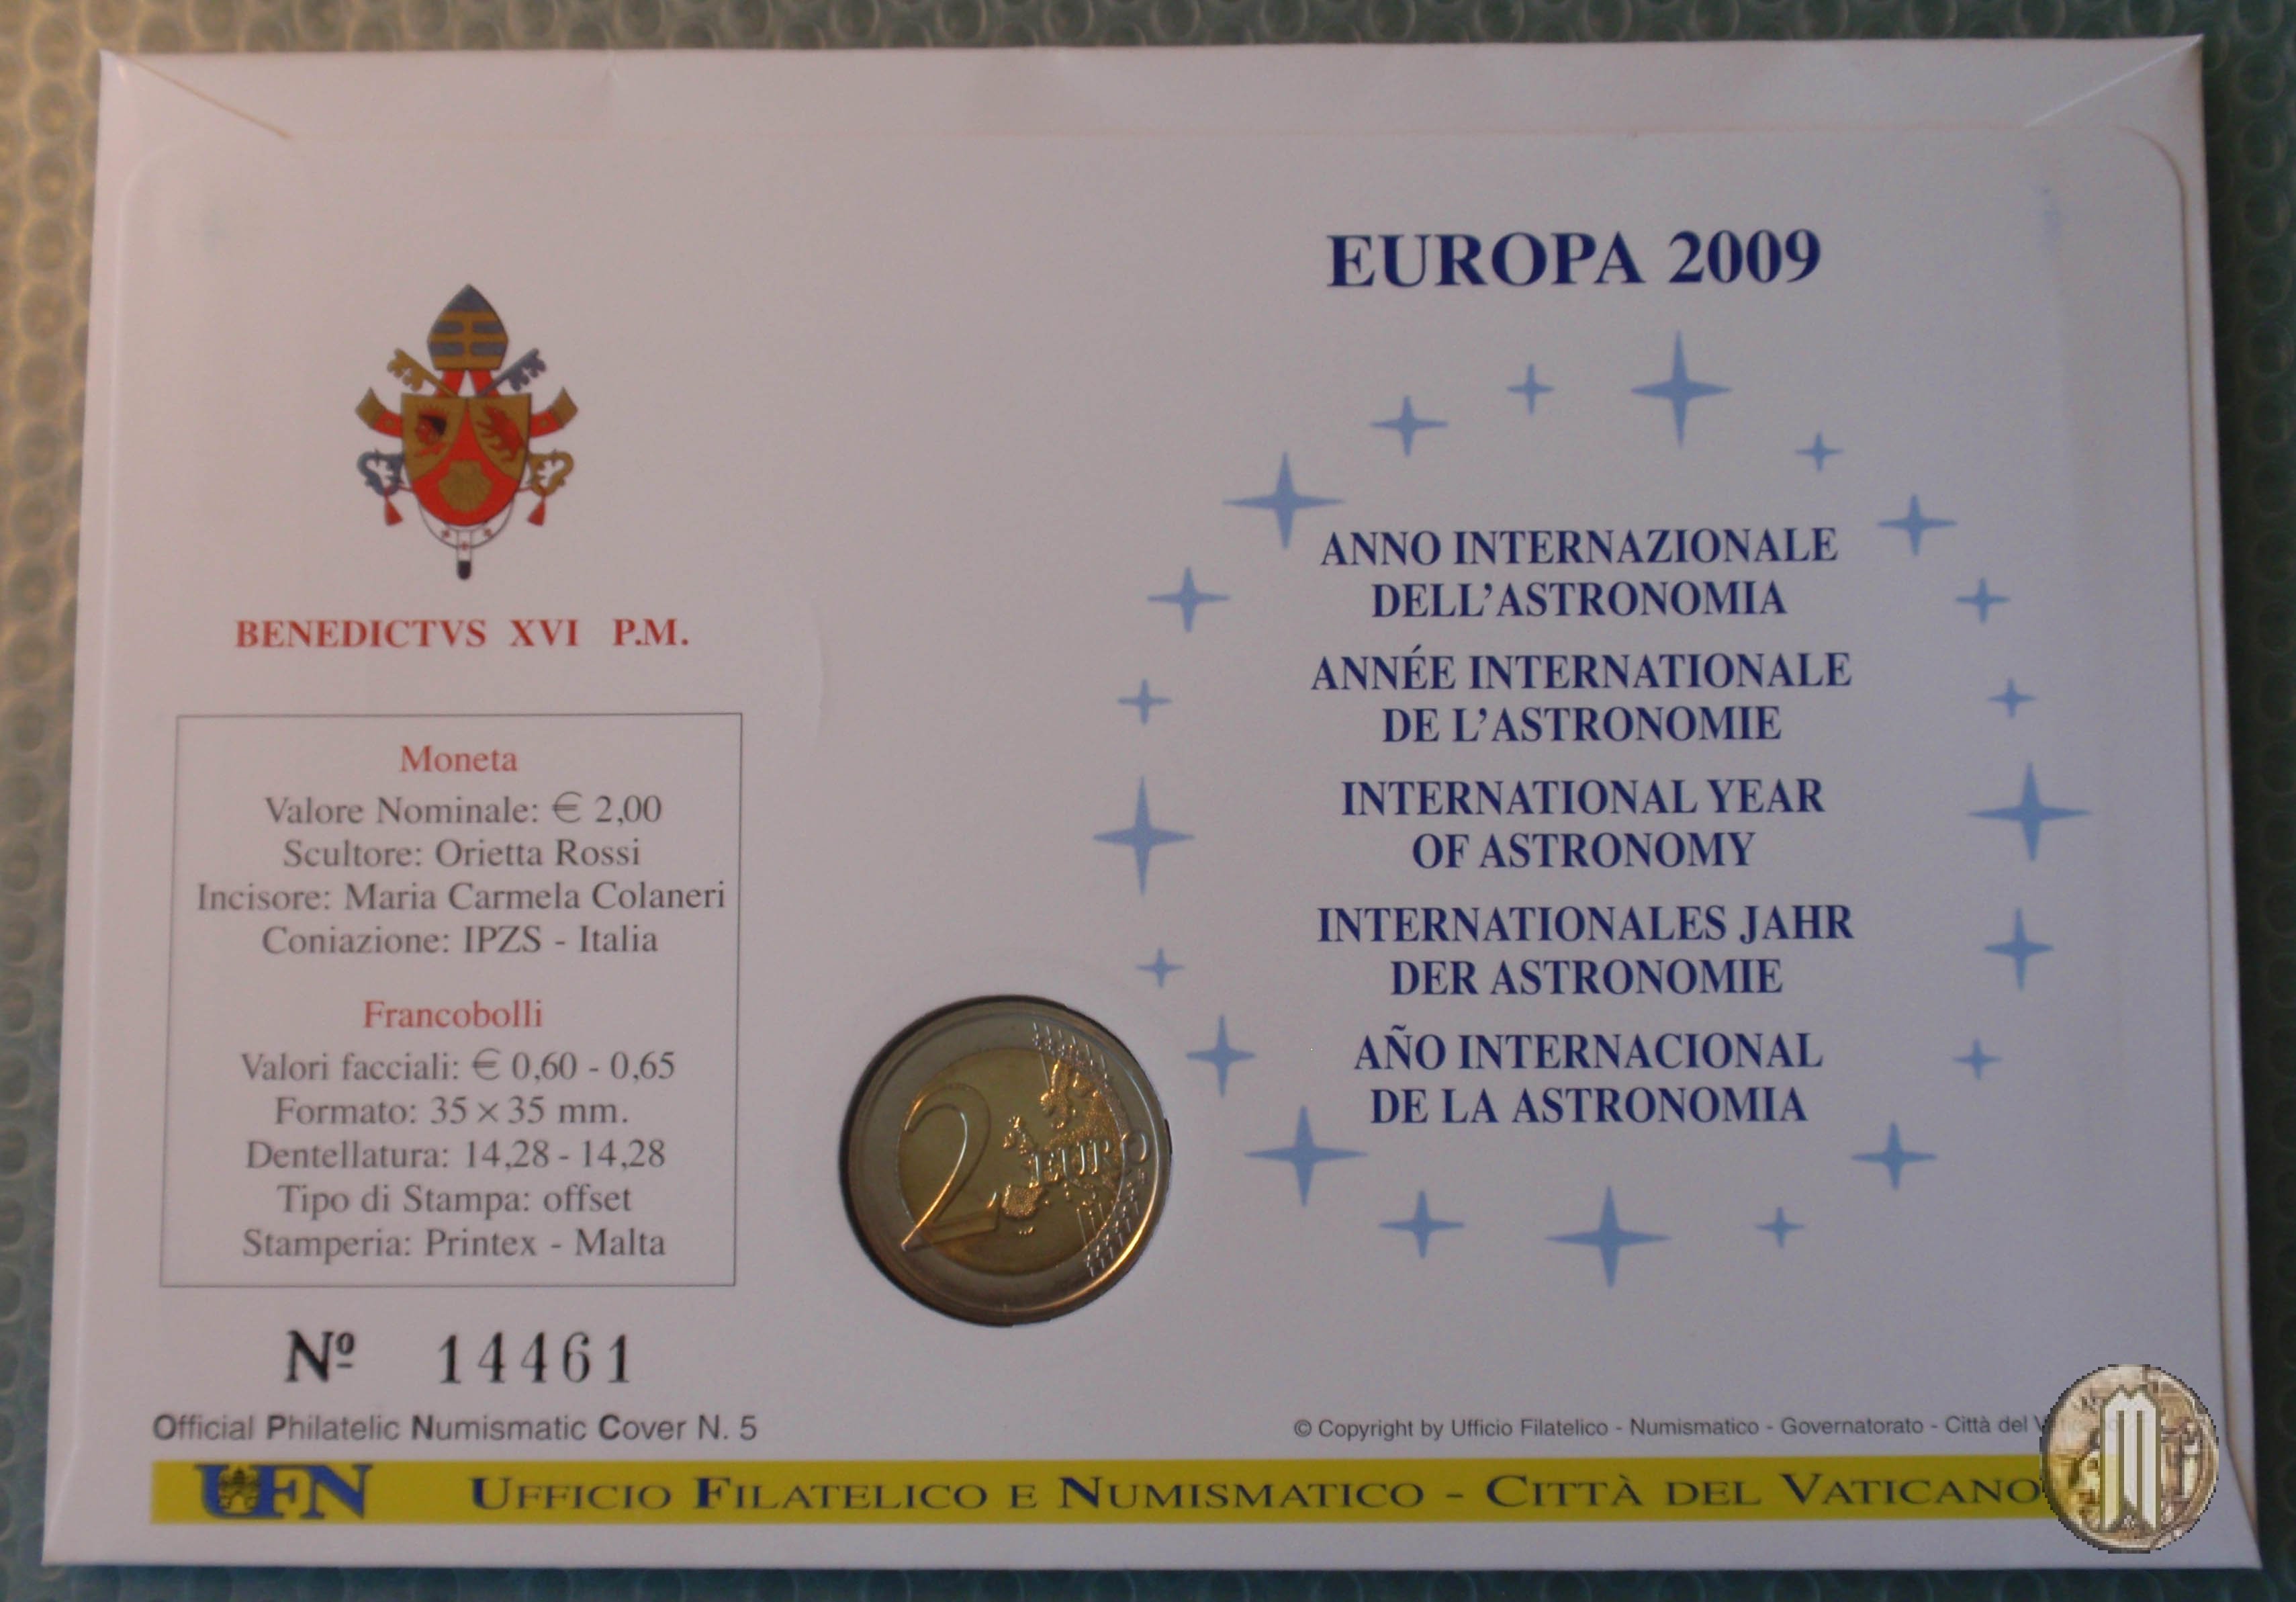 EUROPA 2009
BENEDICTVS XVI P.M.
Moneta
Valore Nominale: € 2,00
Scultore: Orietta Rossi
Incisore: Maria Carmela Colaneri
Coniazione: IPZS - Italia
Francobolli
Valori facciali: € 0,60 - 0,65
Formato: 35 × 35 mm.
Dentellatura: 14,28 - 14,28
Tipo di Stampa: offset
Stamperia: Printex - Malta
Nº 14461
Official Philatelic Numismatic Cover N. 5
2 EURO
ANNO INTERNAZIONALE
DELL'ASTRONOMIA
ANNÉE INTERNATIONALE
DE L'ASTRONOMIE
INTERNATIONAL YEAR
OF ASTRONOMY
INTERNATIONALES JAHR
DER ASTRONOMIE
AÑO INTERNACIONAL
DE LA ASTRONOMIA
© Copyright by Ufficio Filatelico - Numismatico - Governatorato - Città del
UFN UFFICIO FILATELICO E NUMISMATICO - CITTÀ DEL VATICANO
M